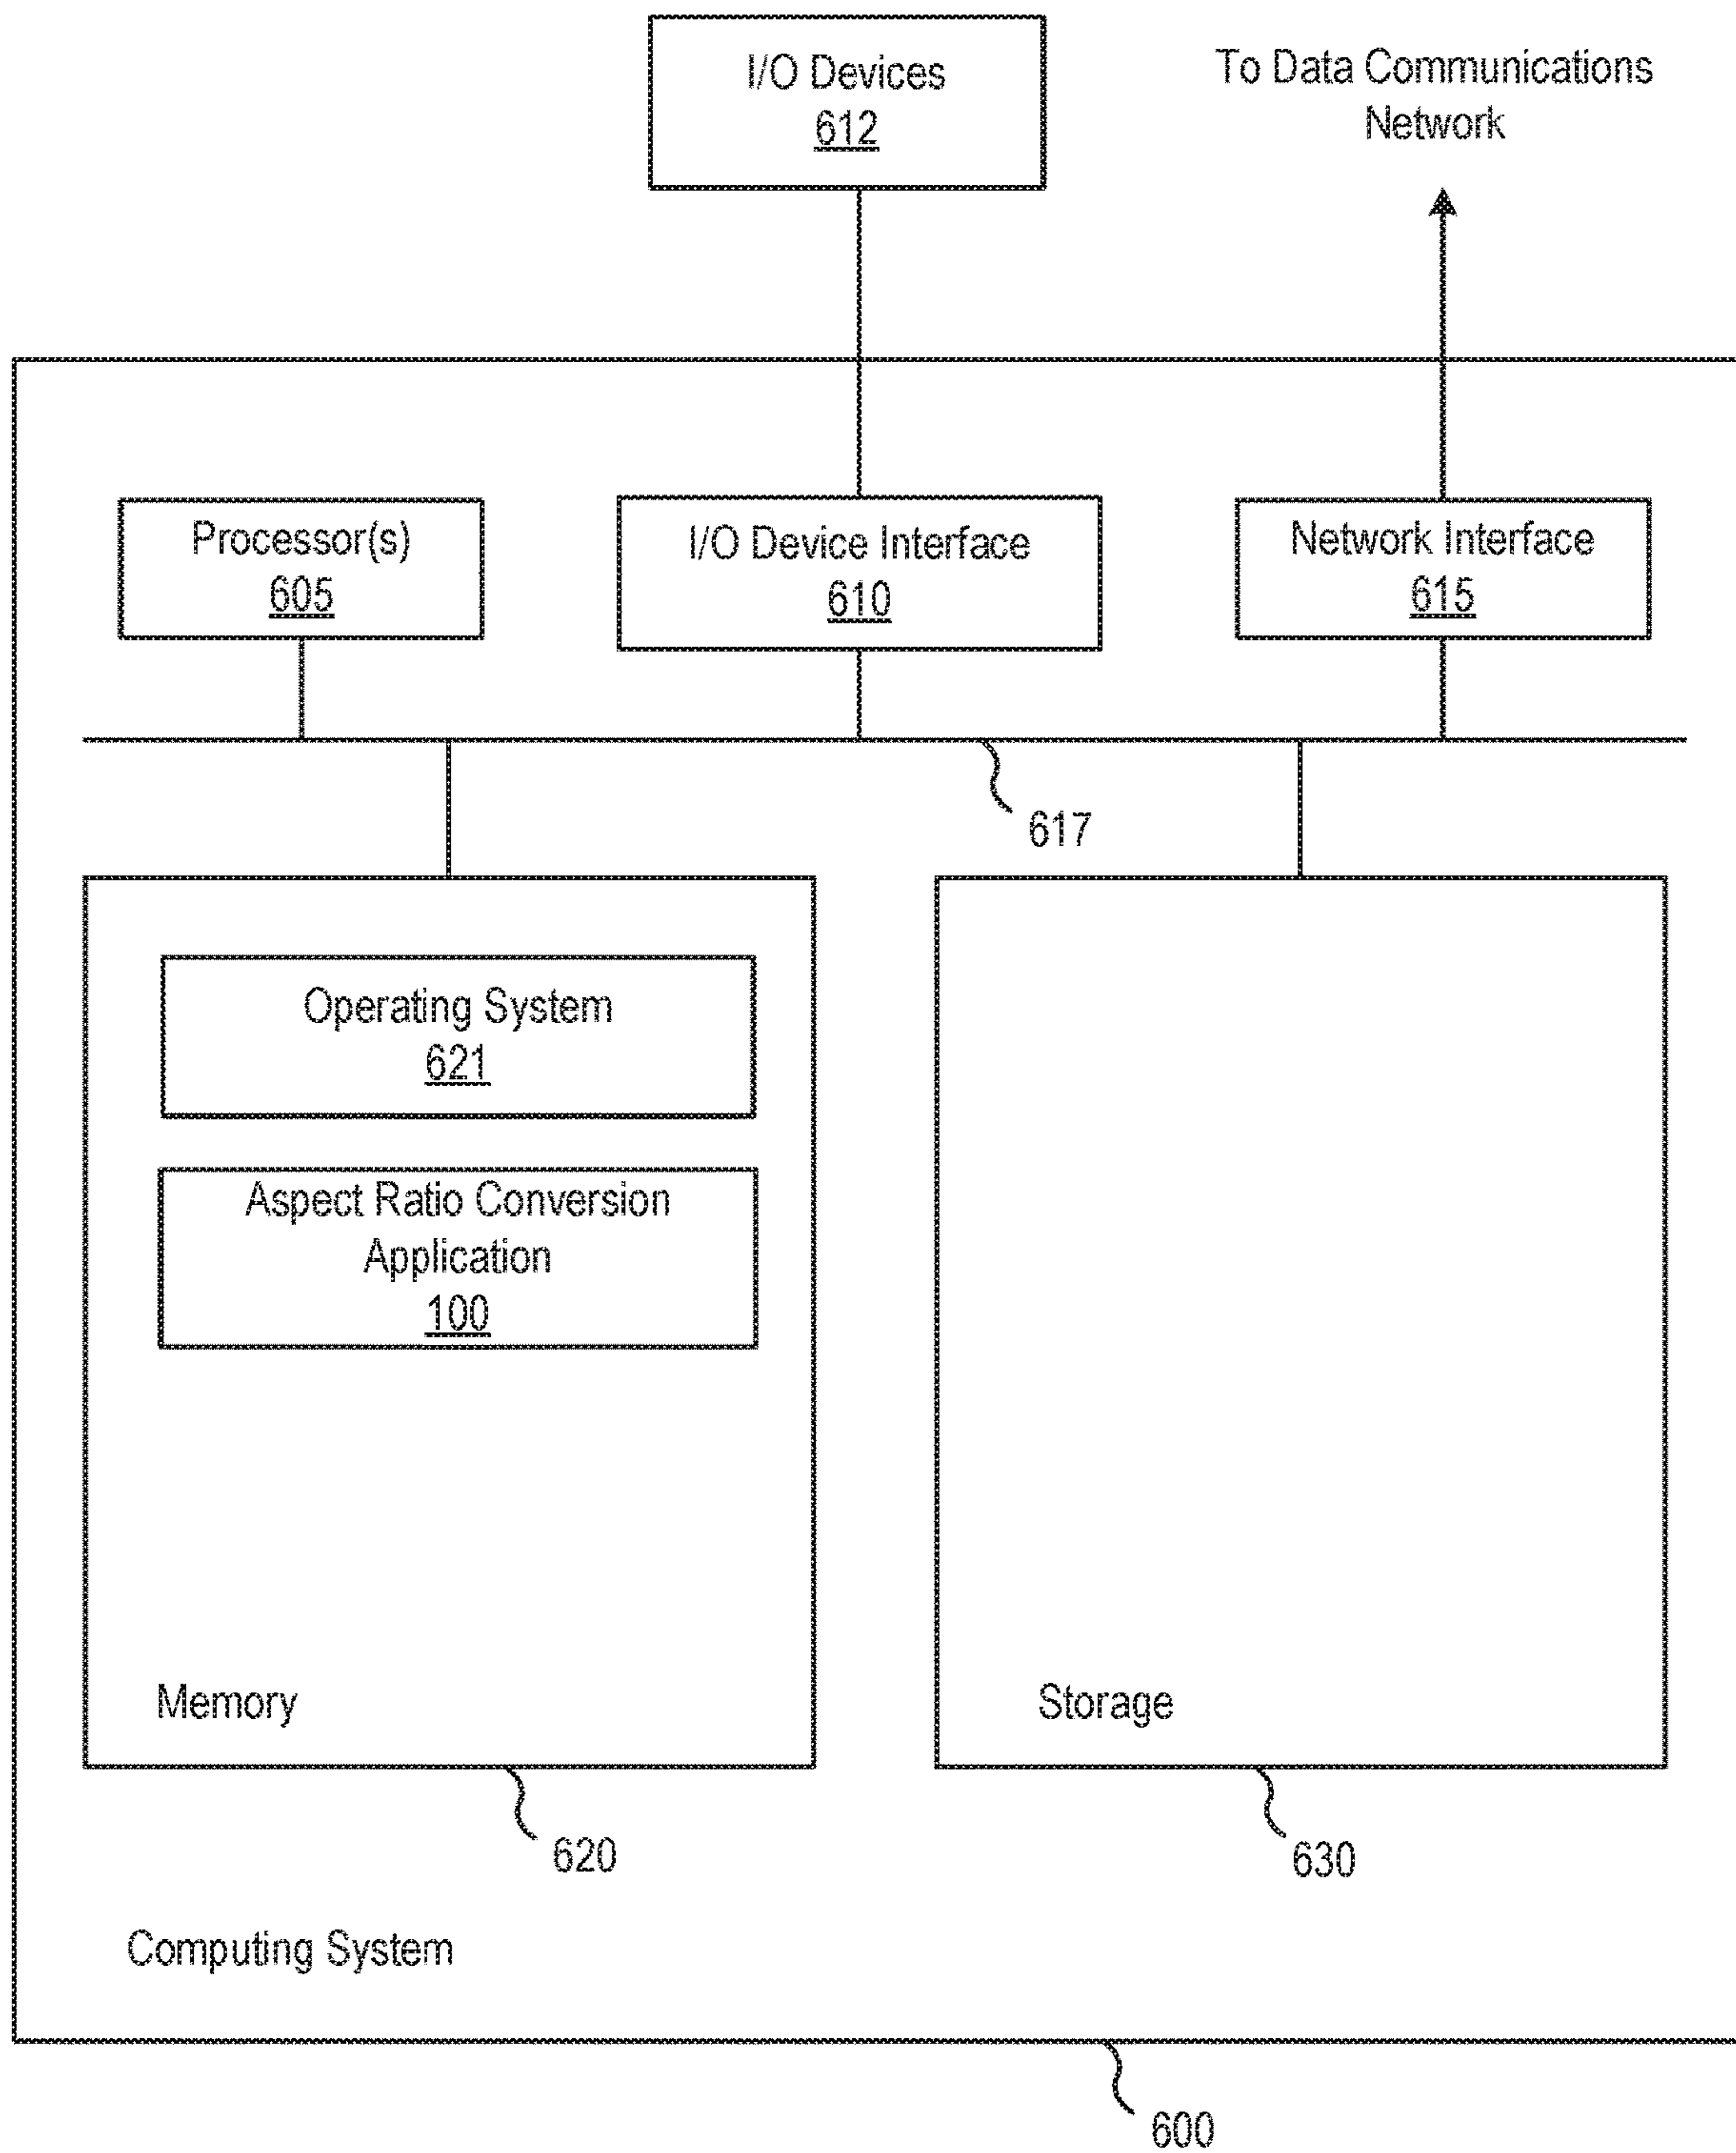 I/O Devices
612
To Data Communications
Network
Processor(s)
605
I/O Device Interface
610
Network Interface
615
617
Operating System
621
Aspect Ratio Conversion
Application
100
Memory
Storage
620
630
Computing System
600